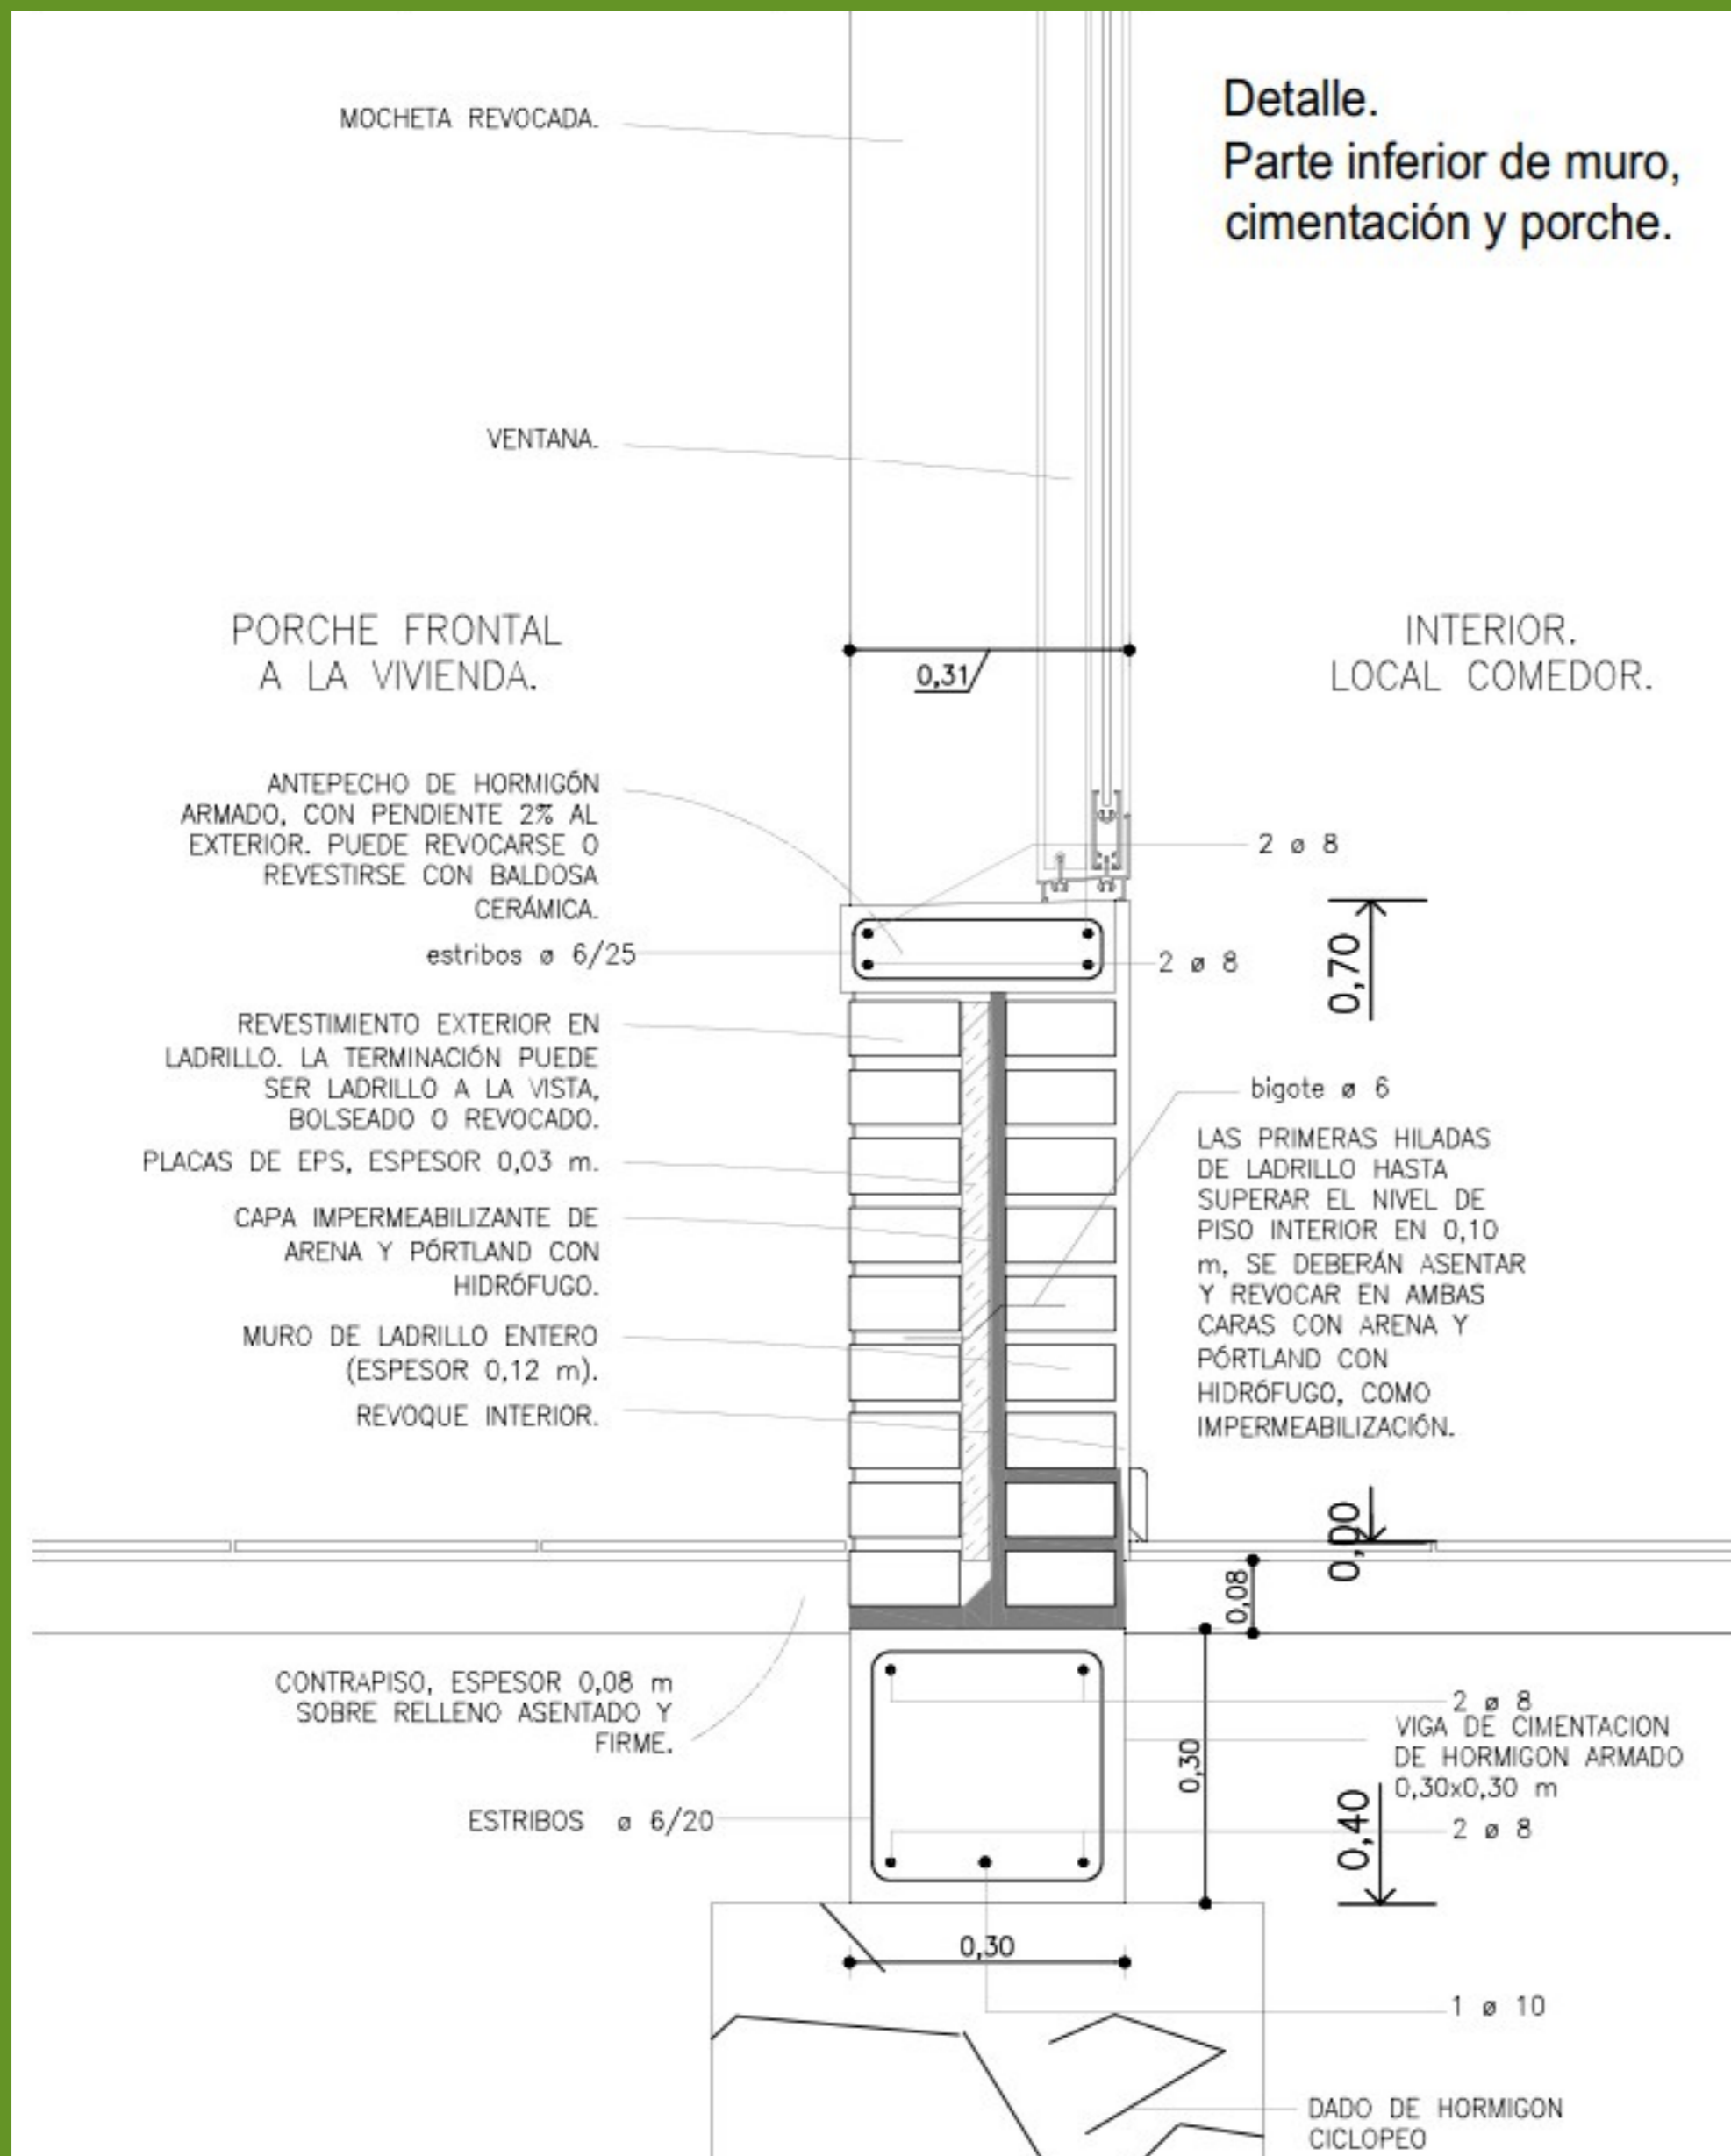 Detalle.
Parte inferior de muro,
cimentación y porche.
MOCHETA REVOCADA.
VENTANA.
PORCHE FRONTAL
A LA VIVIENDA.
INTERIOR.
LOCAL COMEDOR.
0,31
ANTEPECHO DE HORMIGÓN
ARMADO, CON PENDIENTE 2% AL
EXTERIOR. PUEDE REVOCARSE O
REVESTIRSE CON BALDOSA
CERÁMICA.
estribos ø 6/25
2 ø 8
2 ø 8
0,70
REVESTIMIENTO EXTERIOR EN
LADRILLO. LA TERMINACIÓN PUEDE
SER LADRILLO A LA VISTA,
BOLSEADO O REVOCADO.
PLACAS DE EPS, ESPESOR 0,03 m.
CAPA IMPERMEABILIZANTE DE
ARENA Y PÓRTLAND CON
HIDRÓFUGO.
MURO DE LADRILLO ENTERO
(ESPESOR 0,12 m).
REVOQUE INTERIOR.
bigote ø 6
LAS PRIMERAS HILADAS
DE LADRILLO HASTA
SUPERAR EL NIVEL DE
PISO INTERIOR EN 0,10
m, SE DEBERÁN ASENTAR
Y REVOCAR EN AMBAS
CARAS CON ARENA Y
PÓRTLAND CON
HIDRÓFUGO, COMO
IMPERMEABILIZACIÓN.
0,00
0,08
CONTRAPISO, ESPESOR 0,08 m
SOBRE RELLENO ASENTADO Y
FIRME.
2 ø 8
VIGA DE CIMENTACION
DE HORMIGON ARMADO
0,30x0,30 m
0,30
ESTRIBOS ø 6/20
0,40
2 ø 8
0,30
1 ø 10
DADO DE HORMIGON
CICLOPEO